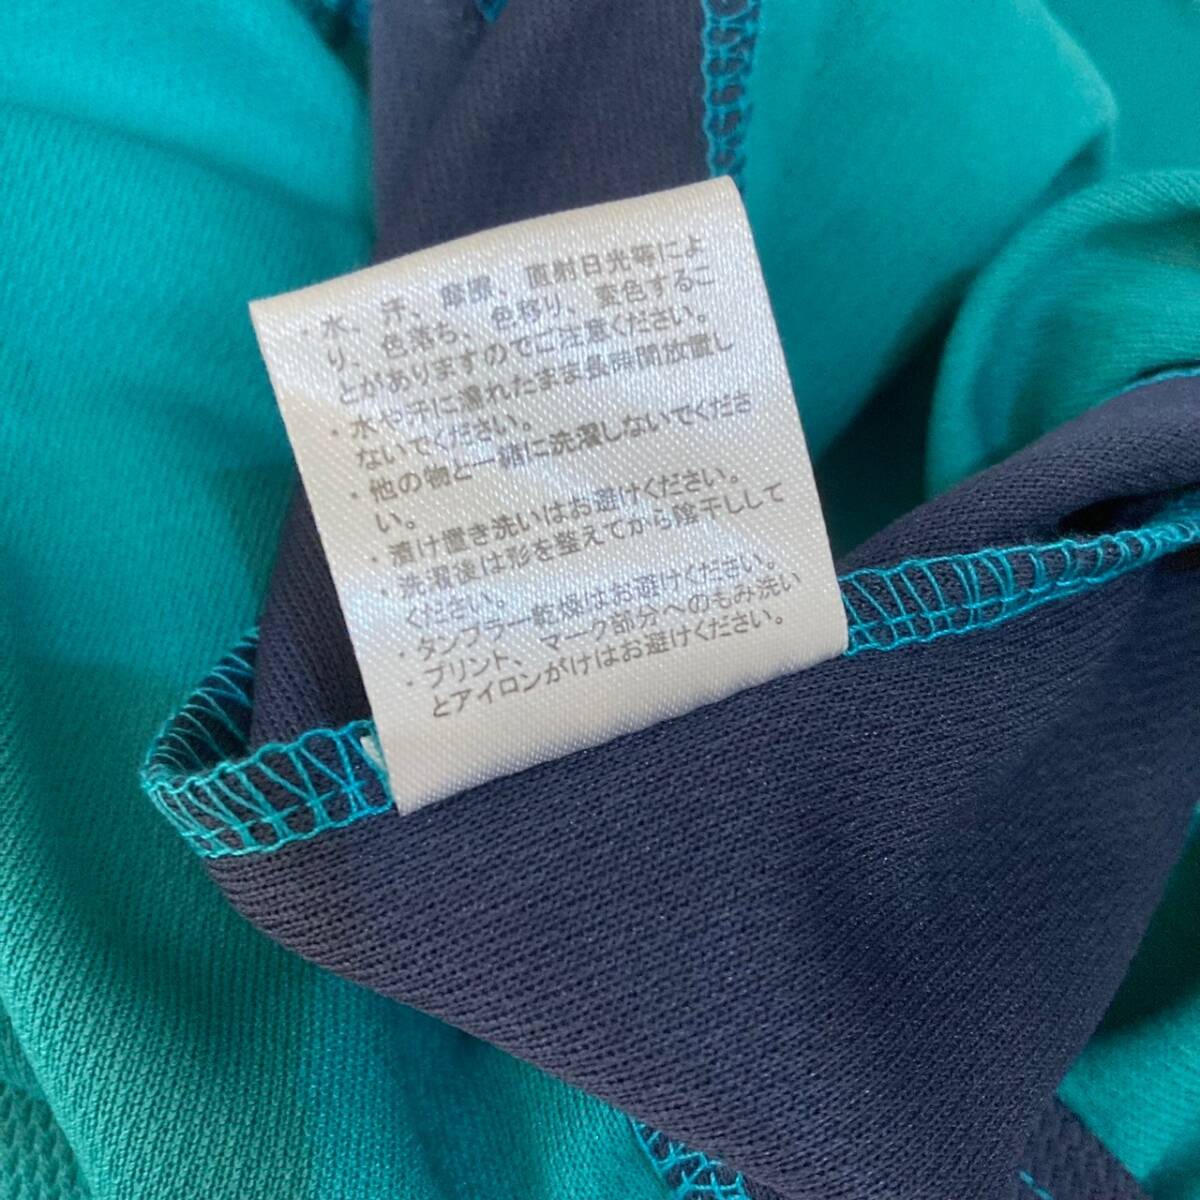 ・水、汗、摩擦、直射日光等によ
り、色落ち、色移り、変色するこ
とがありますのでご注意ください。
・水や汗に濡れたまま長時間放置し
ないでください。
・他の物と一緒に洗濯しないでくださ
い。
・漬け置き洗いはお避けください。
・洗濯後は形を整えてから陰干しして
ください。
・タンブラー乾燥はお避けください。
・プリント、マーク部分へのもみ洗い
とアイロンがけはお避けください。